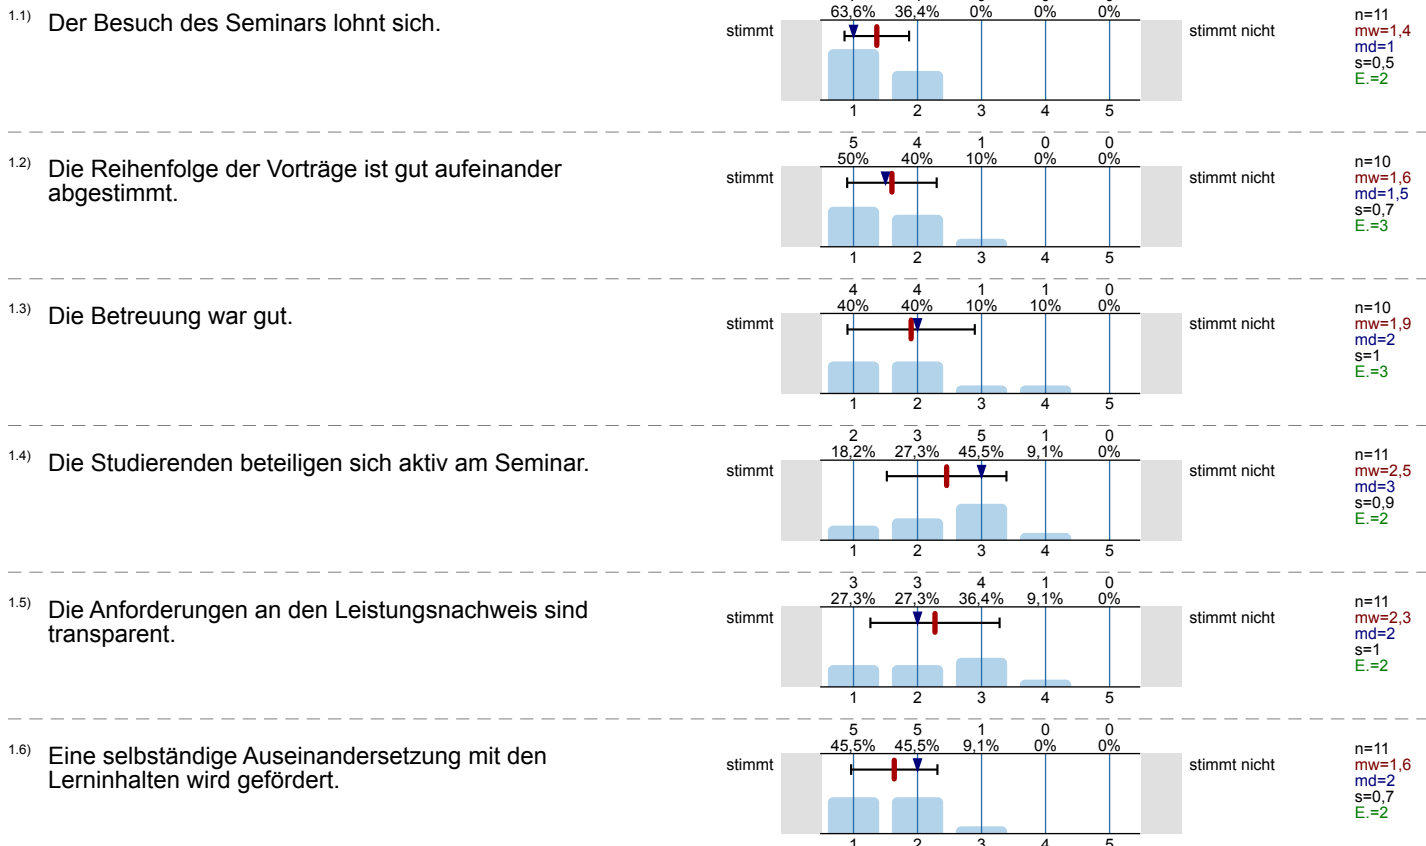 1.1) Der Besuch des Seminars lohnt sich.
63,6% 36,4% 0% 0% 0%
stimmt
stimmt nicht
1 2 3 4 5
n=11
mw=1,4
md=1
s=0,5
E.=2
1.2) Die Reihenfolge der Vorträge ist gut aufeinander
abgestimmt.
5 4 1 0 0
50% 40% 10% 0% 0%
stimmt
stimmt nicht
1 2 3 4 5
n=10
mw=1,6
md=1,5
s=0,7
E.=3
1.3) Die Betreuung war gut.
4 4 1 1 0
40% 40% 10% 10% 0%
stimmt
stimmt nicht
1 2 3 4 5
n=10
mw=1,9
md=2
s=1
E.=3
1.4) Die Studierenden beteiligen sich aktiv am Seminar.
2 3 5 1 0
18,2% 27,3% 45,5% 9,1% 0%
stimmt
stimmt nicht
1 2 3 4 5
n=11
mw=2,5
md=3
s=0,9
E.=2
1.5) Die Anforderungen an den Leistungsnachweis sind
transparent.
3 3 4 1 0
27,3% 27,3% 36,4% 9,1% 0%
stimmt
stimmt nicht
1 2 3 4 5
n=11
mw=2,3
md=2
s=1
E.=2
1.6) Eine selbständige Auseinandersetzung mit den
Lerninhalten wird gefördert.
5 5 1 0 0
45,5% 45,5% 9,1% 0% 0%
stimmt
stimmt nicht
1 2 3 4 5
n=11
mw=1,6
md=2
s=0,7
E.=2